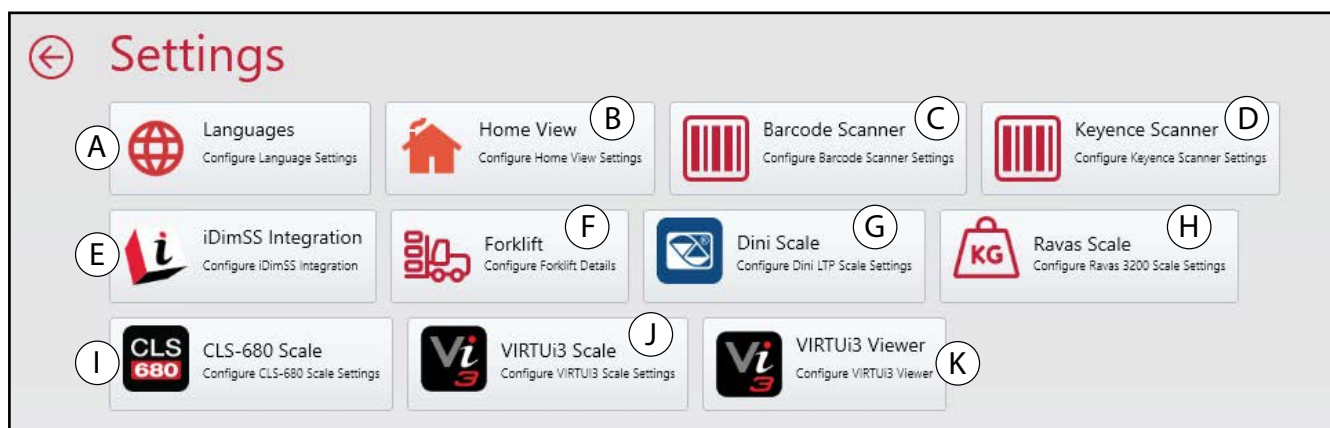 Settings
A Languages
Configure Language Settings
Home View B
Configure Home View Settings
Barcode Scanner C
Configure Barcode Scanner Settings
Keyence Scanner D
Configure Keyence Scanner Settings
E i iDimSS Integration
Configure iDimSS Integration
Forklift F
Configure Forklift Details
Dini Scale G
Configure Dini LTP Scale Settings
KG Ravas Scale H
Configure Ravas 3200 Scale Settings
I CLS 680 CLS-680 Scale
Configure CLS-680 Scale Settings
Vi3 VIRTUi3 Scale J
Configure VIRTUi3 Scale Settings
Vi3 VIRTUi3 Viewer
Configure VIRTUi3 Viewer K